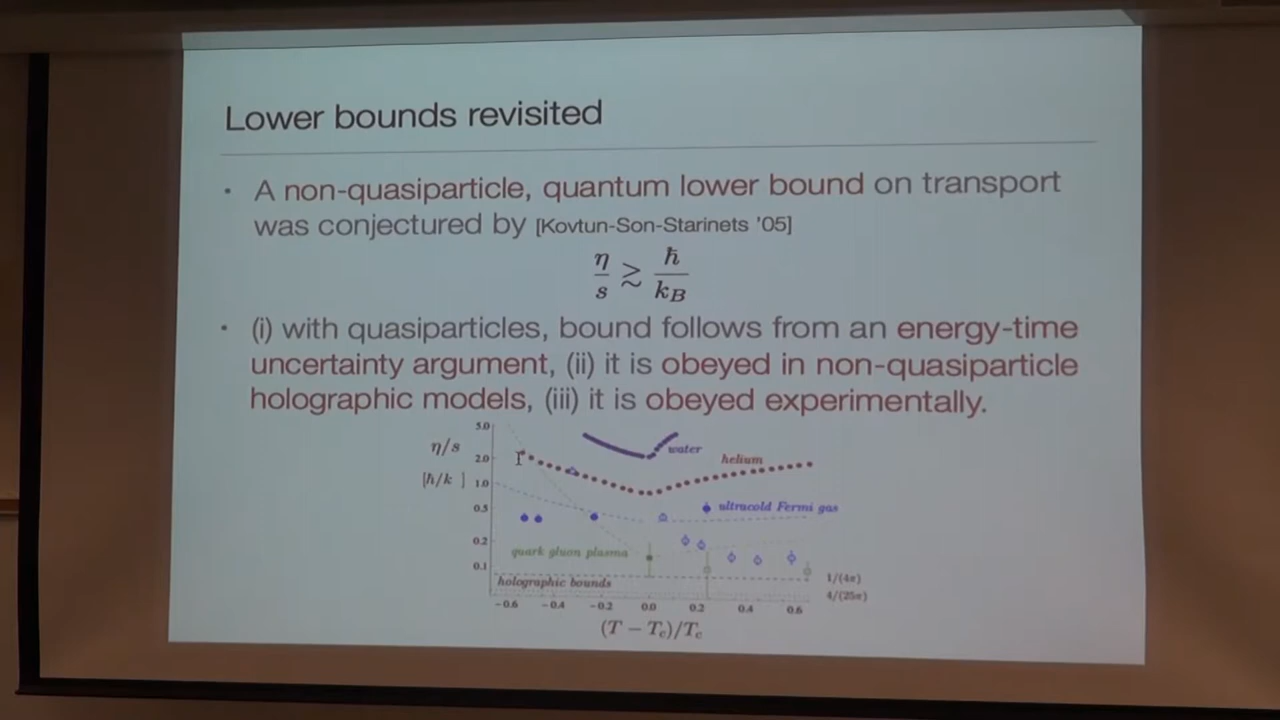 Lower bounds revisited
• A non-quasiparticle, quantum lower bound on transport
was conjectured by [Kovtun-Son-Starinets '05]
η/s ≳ ħ/k_B
• (i) with quasiparticles, bound follows from an energy-time
uncertainty argument, (ii) it is obeyed in non-quasiparticle
holographic models, (iii) it is obeyed experimentally.
η/s
[ħ/k ]
5.0
2.0
1.0
0.5
0.2
0.1
water
helium
ultracold Fermi gas
quark gluon plasma
holographic bounds
1/(4π)
4/(25π)
−0.6 −0.4 −0.2 0.0 0.2 0.4 0.6
(T − T_c)/T_c